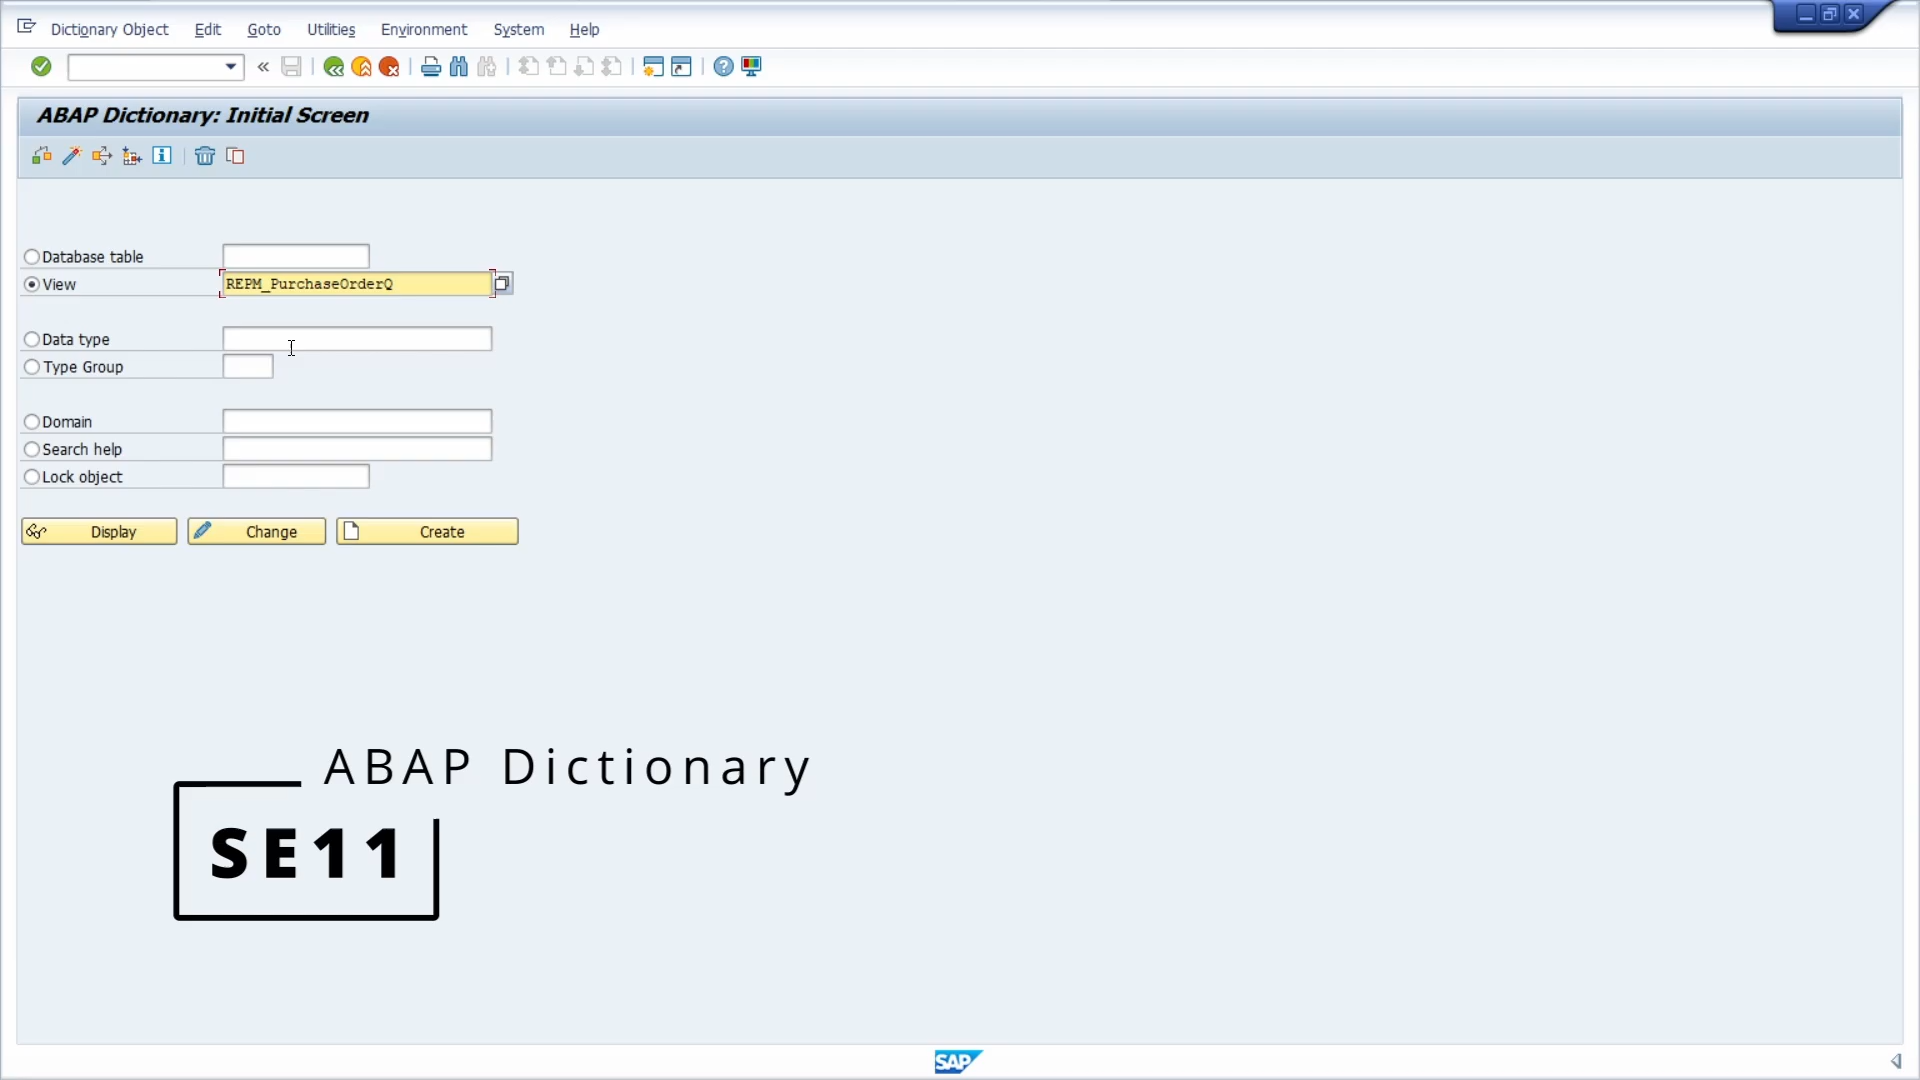 Dictionary Object Edit Goto Utilities Environment System Help
ABAP Dictionary: Initial Screen
Database table
View REPM_PurchaseOrderQ
Data type
Type Group
Domain
Search help
Lock object
Display Change Create
ABAP Dictionary
SE11
SAP